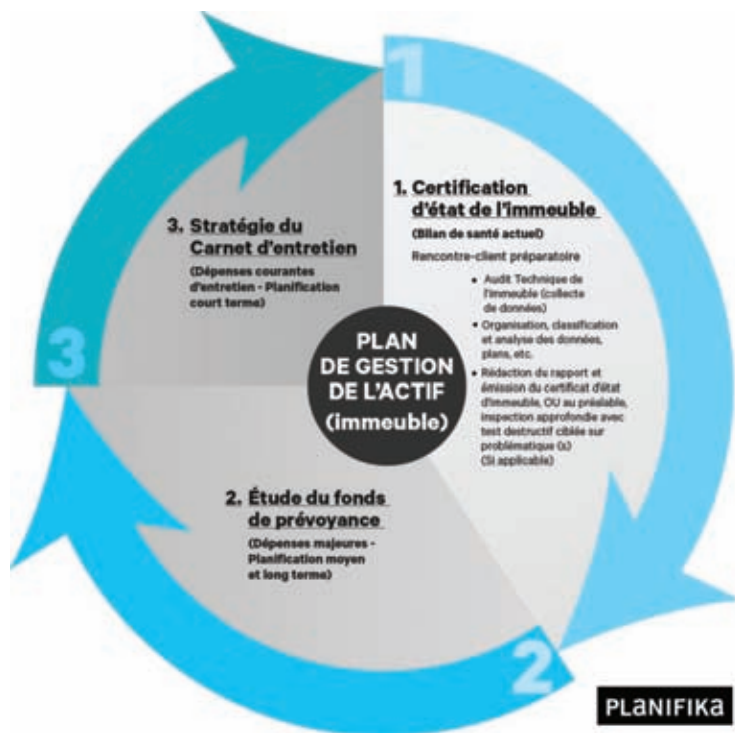 1
1. Certification
d'état de l'immeuble
(Bilan de santé actuel)
Rencontre-client préparatoire
• Audit Technique de
l'immeuble (collecte
de données)
• Organisation, classification
et analyse des données,
plans, etc.
• Rédaction du rapport et
émission du certificat d'état
d'immeuble, OU au préalable,
inspection approfondie avec
test destructif ciblée sur
problématique (s)
(Si applicable)
2
2. Étude du fonds
de prévoyance
(Dépenses majeures -
Planification moyen
et long terme)
3
3. Stratégie du
Carnet d'entretien
(Dépenses courantes
d'entretien - Planification
court terme)
PLAN
DE GESTION
DE L'ACTIF
(immeuble)
PLaNIFIKa